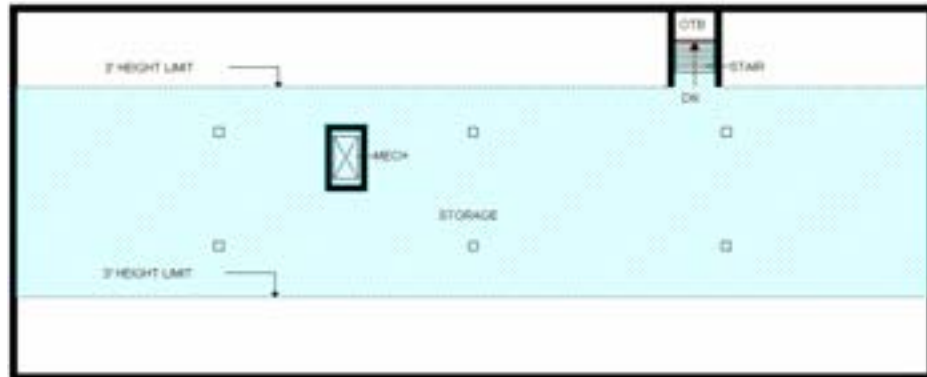 OTB
3' HEIGHT LIMIT
STAIR
DN
MECH
STORAGE
3' HEIGHT LIMIT